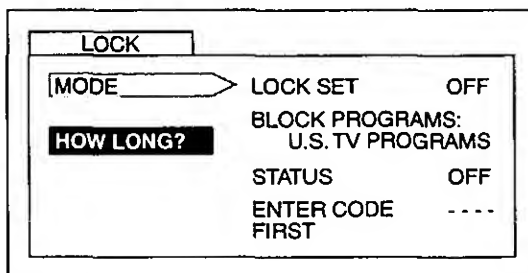 LOCK
MODE
LOCK SET OFF
BLOCK PROGRAMS:
U.S. TV PROGRAMS
HOW LONG?
STATUS OFF
ENTER CODE - - - -
FIRST